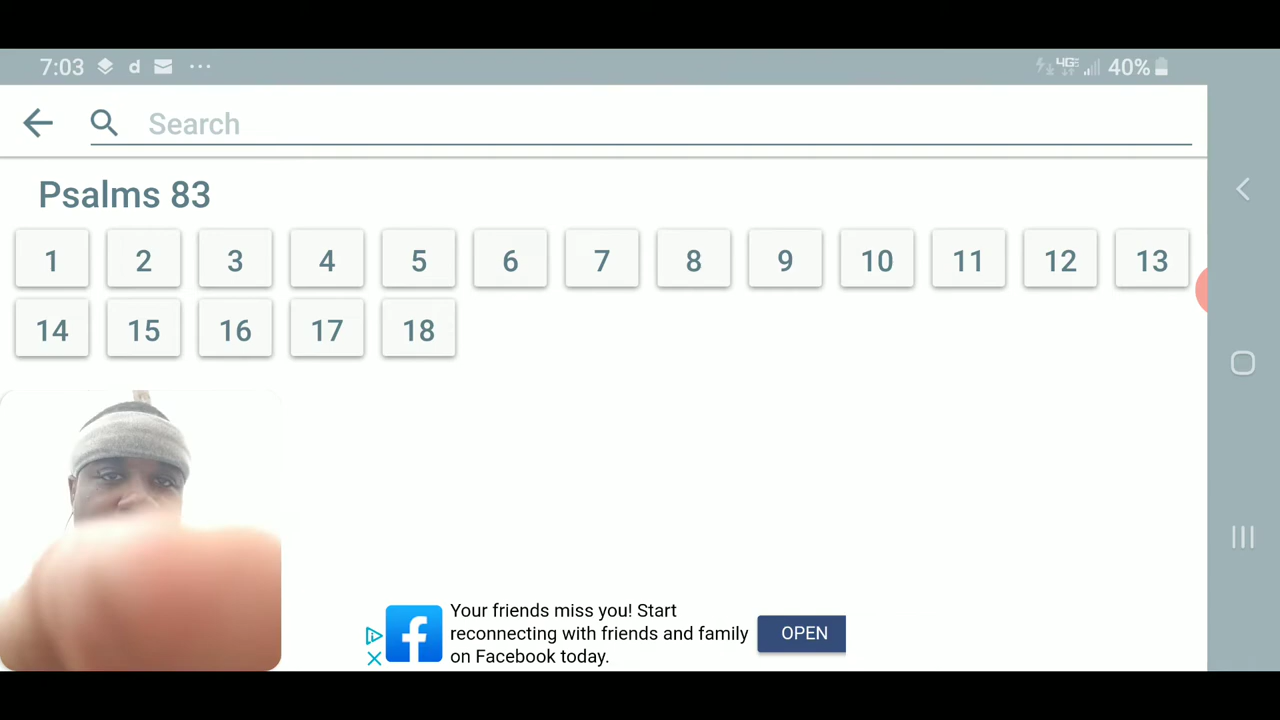 7:03 d ... 4GE 40%
Search
Psalms 83
1 2 3 4 5 6 7 8 9 10 11 12 13
14 15 16 17 18
Your friends miss you! Start
reconnecting with friends and family
on Facebook today.
OPEN